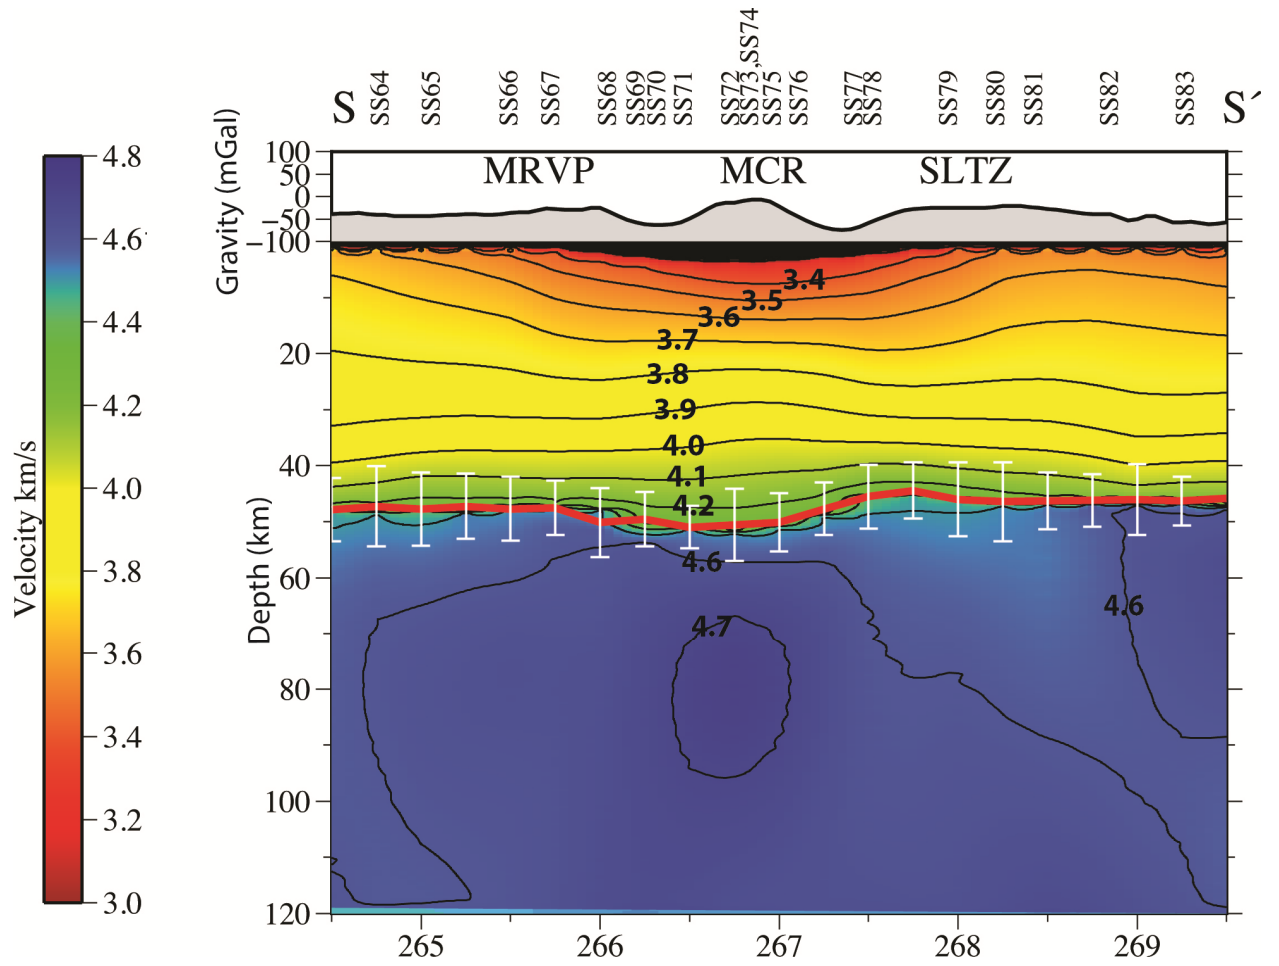 S
SS64
SS65
SS66
SS67
SS68
SS69
SS70
SS71
SS72
SS73,SS74
SS75
SS76
SS77
SS78
SS79
SS80
SS81
SS82
SS83
S´
Gravity (mGal)
100
50
0
−50
−100
MRVP MCR SLTZ
Velocity km/s
4.8
4.6
4.4
4.2
4.0
3.8
3.6
3.4
3.2
3.0
Depth (km)
20
40
60
80
100
120
3.4
3.5
3.6
3.7
3.8
3.9
4.0
4.1
4.2
4.6
4.6
4.7
265 266 267 268 269